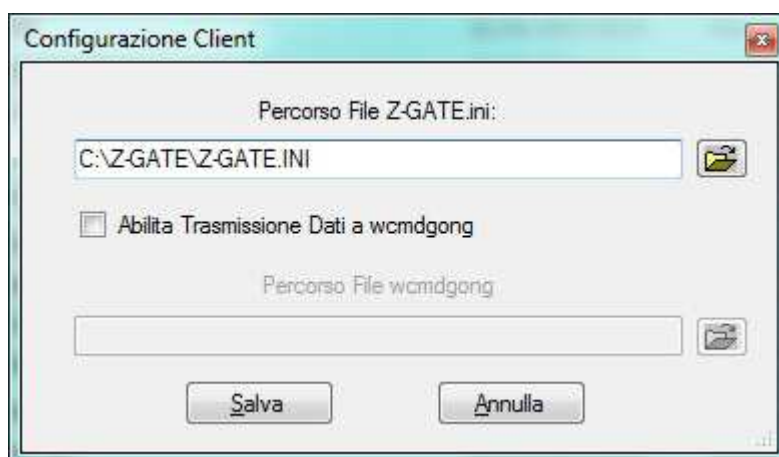 Configurazione Client
Percorso File Z-GATE.ini:
C:\Z-GATE\Z-GATE.INI
Abilita Trasmissione Dati a wcmdgong
Percorso File wcmdgong
Salva
Annulla